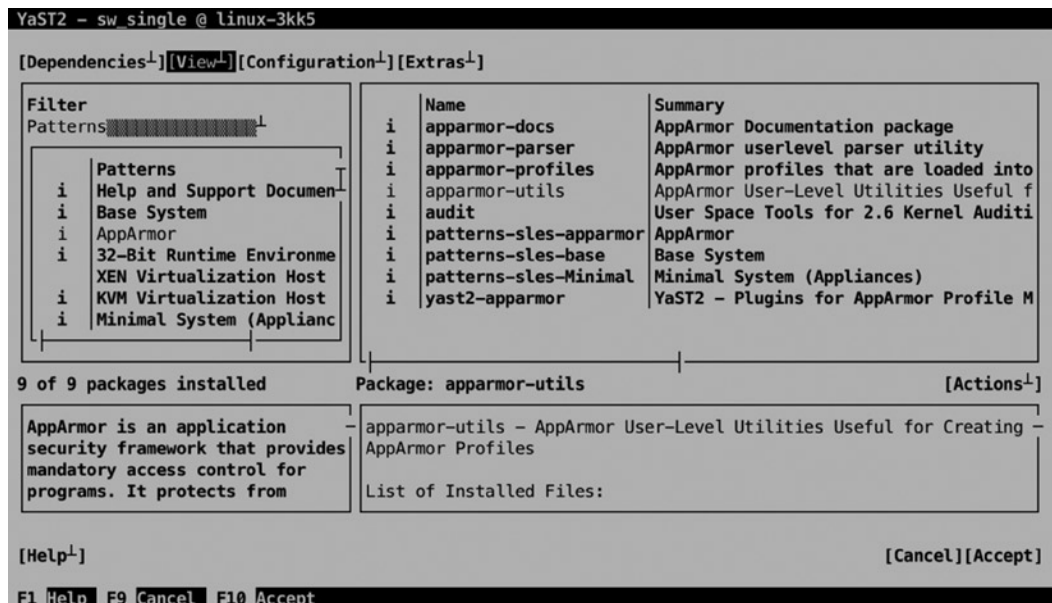 YaST2 - sw_single @ linux-3kk5
[Dependencies][View][Configuration][Extras]
Filter
Patterns
Patterns
i Help and Support Documen
i Base System
i AppArmor
i 32-Bit Runtime Environme
XEN Virtualization Host
i KVM Virtualization Host
i Minimal System (Applianc
Name Summary
i apparmor-docs AppArmor Documentation package
i apparmor-parser AppArmor userlevel parser utility
i apparmor-profiles AppArmor profiles that are loaded into
i apparmor-utils AppArmor User-Level Utilities Useful f
i audit User Space Tools for 2.6 Kernel Auditi
i patterns-sles-apparmor AppArmor
i patterns-sles-base Base System
i patterns-sles-Minimal Minimal System (Appliances)
i yast2-apparmor YaST2 - Plugins for AppArmor Profile M
9 of 9 packages installed
Package: apparmor-utils [Actions]
AppArmor is an application
security framework that provides
mandatory access control for
programs. It protects from
apparmor-utils - AppArmor User-Level Utilities Useful for Creating
AppArmor Profiles
List of Installed Files:
[Help] [Cancel][Accept]
F1 Help F9 Cancel F10 Accept